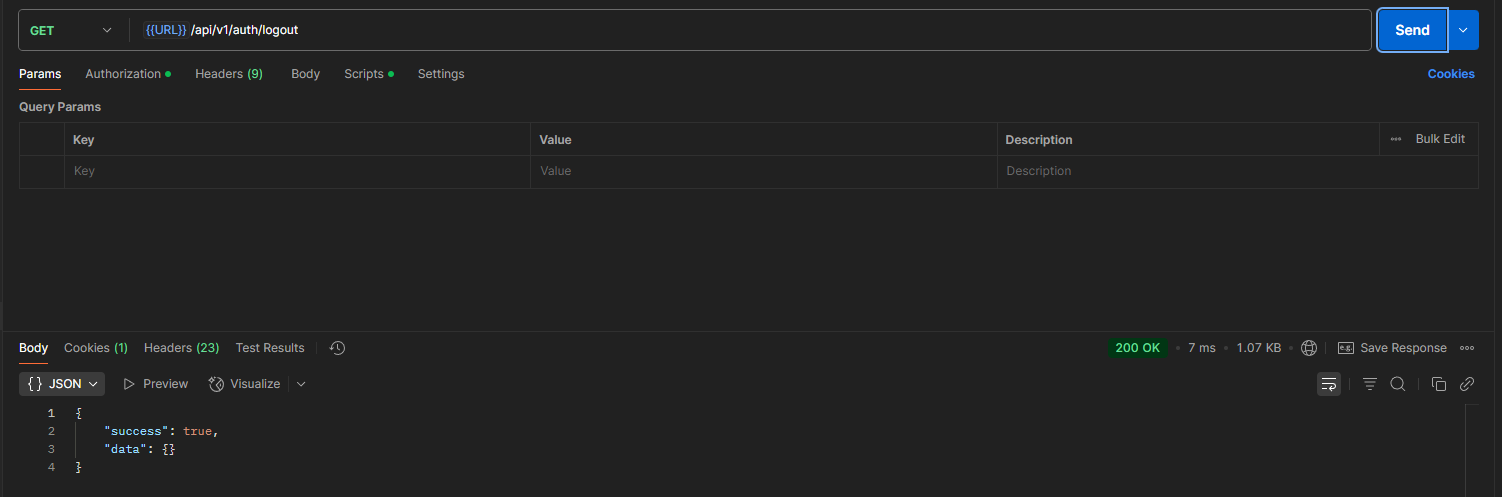 GET {{URL}} /api/v1/auth/logout Send
Params Authorization Headers (9) Body Scripts Settings Cookies
Query Params
Key Value Description Bulk Edit
Key Value Description
Body Cookies (1) Headers (23) Test Results 200 OK 7 ms 1.07 KB e.g. Save Response
{} JSON Preview Visualize
1 {
2 "success": true,
3 "data": {}
4 }